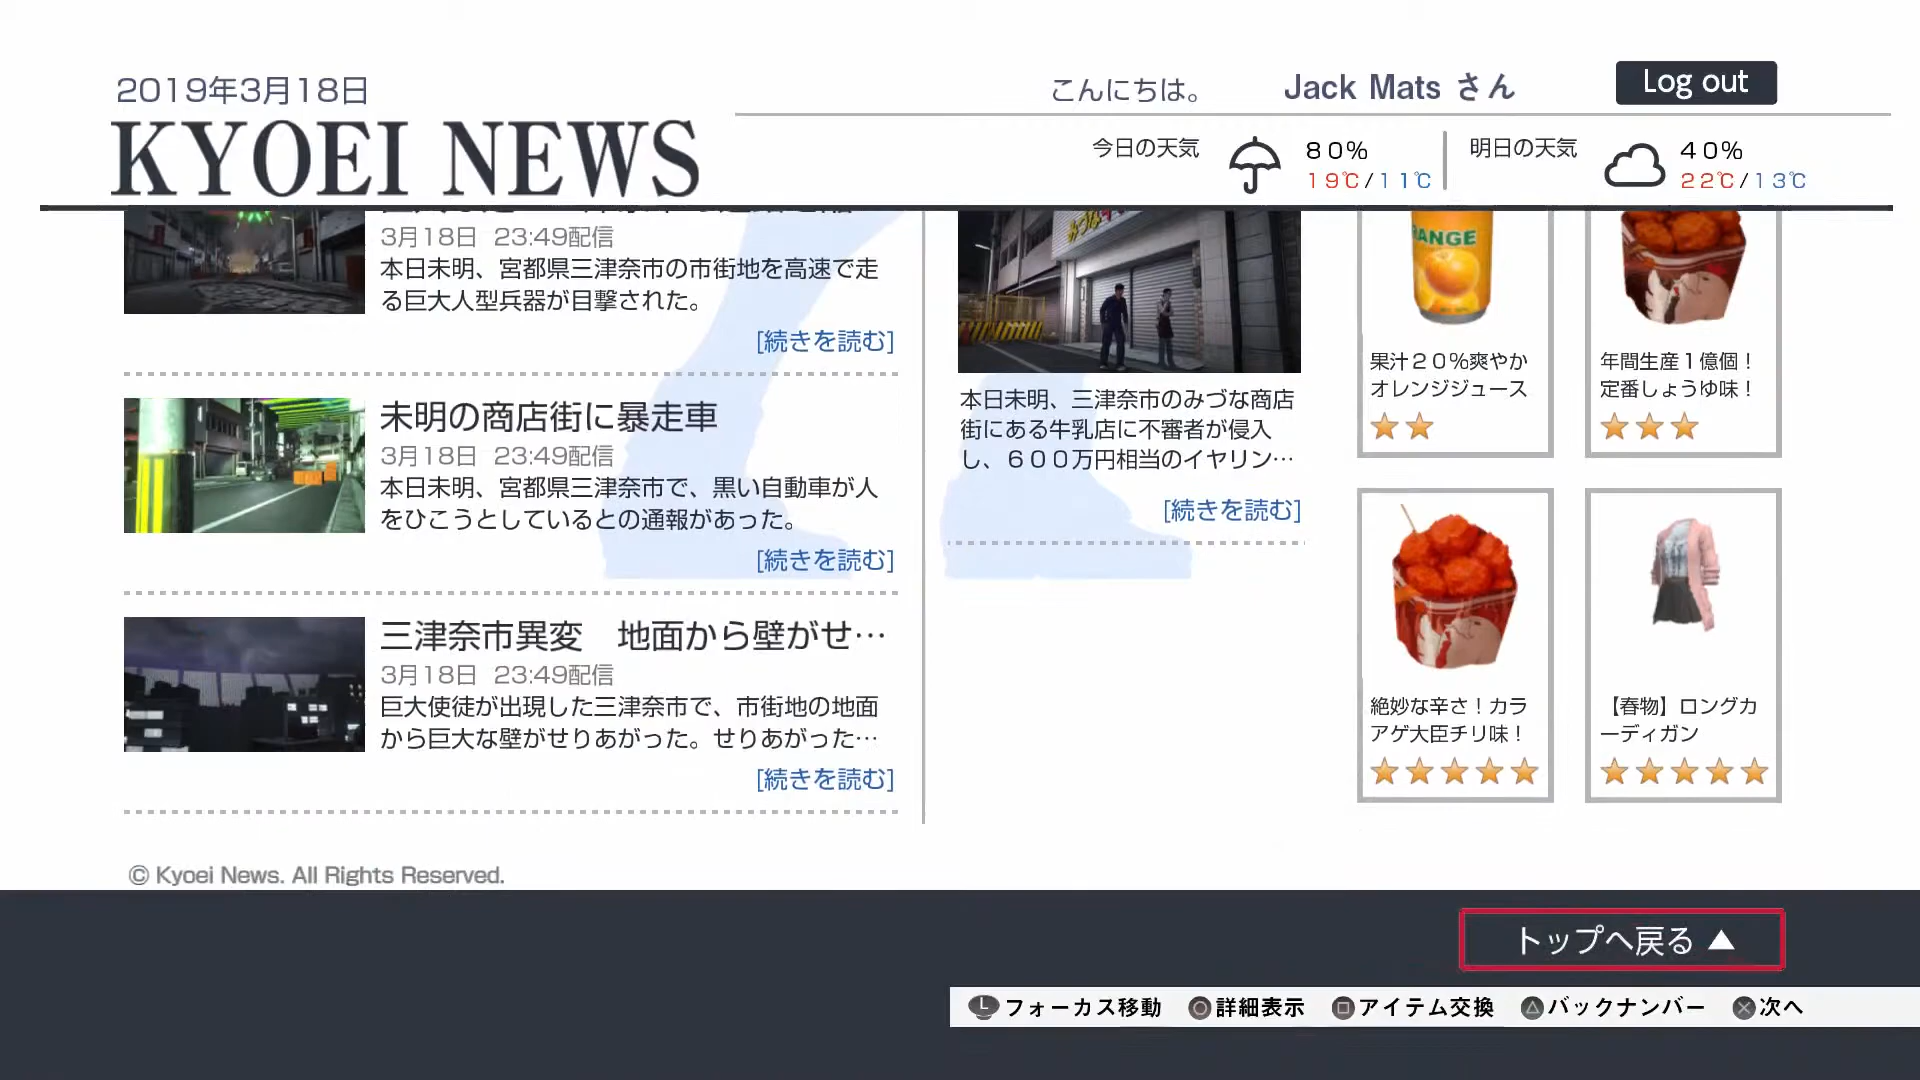 2019年3月18日
こんにちは。
Jack Mats さん
Log out
KYOEI NEWS
今日の天気
80%
19℃/11℃
明日の天気
40%
22℃/13℃
3月18日 23:49配信
本日未明、宮都県三津奈市の市街地を高速で走
る巨大人型兵器が目撃された。
[続きを読む]
未明の商店街に暴走車
3月18日 23:49配信
本日未明、宮都県三津奈市で、黒い自動車が人
をひこうとしているとの通報があった。
[続きを読む]
三津奈市異変 地面から壁がせ…
3月18日 23:49配信
巨大使徒が出現した三津奈市で、市街地の地面
から巨大な壁がせりあがった。せりあがった…
[続きを読む]
本日未明、三津奈市のみづな商店
街にある牛乳店に不審者が侵入
し、６００万円相当のイヤリン…
[続きを読む]
RANGE
果汁２０％爽やか
オレンジジュース
年間生産１億個！
定番しょうゆ味！
絶妙な辛さ！カラ
アゲ大臣チリ味！
【春物】ロングカ
ーディガン
© Kyoei News. All Rights Reserved.
トップへ戻る ▲
L フォーカス移動 ○詳細表示 □アイテム交換 △バックナンバー ×次へ